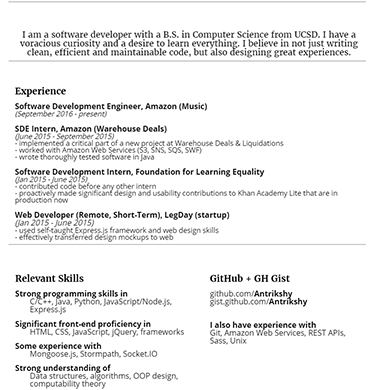 I am a software developer with a B.S. in Computer Science from UCSD. I have a
voracious curiosity and a desire to learn everything. I believe in not just writing
clean, efficient and maintainable code, but also designing great experiences.
Experience
Software Development Engineer, Amazon (Music)
(September 2016 - present)
SDE Intern, Amazon (Warehouse Deals)
(June 2015 - September 2015)
- implemented a critical part of a new project at Warehouse Deals & Liquidations
- worked with Amazon Web Services (S3, SNS, SQS, SWF)
- wrote thoroughly tested software in Java
Software Development Intern, Foundation for Learning Equality
(Jan 2015 - June 2015)
- contributed code before any other intern
- proactively made significant design and usability contributions to Khan Academy Lite that are in
production now
Web Developer (Remote, Short-Term), LegDay (startup)
(Jan 2015 - June 2015)
- used self-taught Express.js framework and web design skills
- effectively transferred design mockups to web
Relevant Skills
Strong programming skills in
C/C++, Java, Python, JavaScript/Node.js,
Express.js
Significant front-end proficiency in
HTML, CSS, JavaScript, jQuery, frameworks
Some experience with
Mongoose.js, Stormpath, Socket.IO
Strong understanding of
Data structures, algorithms, OOP design,
computability theory
GitHub + GH Gist
github.com/Antrikshy
gist.github.com/Antrikshy
I also have experience with
Git, Amazon Web Services, REST APIs,
Sass, Unix